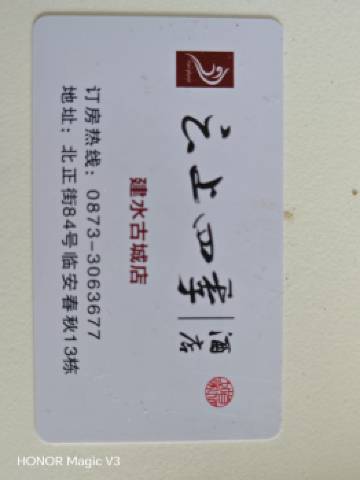 云上四季 酒店
建水古城店
订房热线：0873-3063677
地址：北正街84号临安春秋13栋
HONOR Magic V3